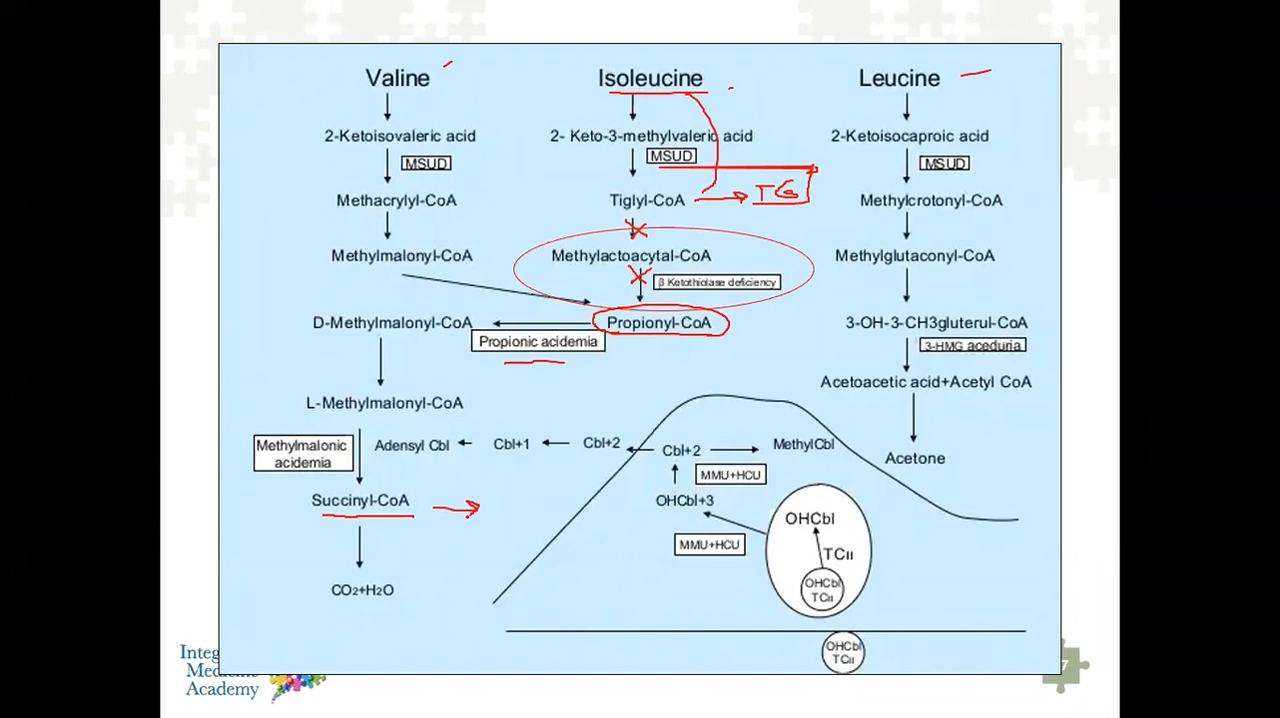 Valine
Isoleucine
Leucine
2-Ketoisovaleric acid
2- Keto-3-methylvaleric acid
2-Ketoisocaproic acid
MSUD
MSUD
MSUD
Methacrylyl-CoA
Tiglyl-CoA
TG
Methylcrotonyl-CoA
Methylmalonyl-CoA
Methylactoacytal-CoA
Methylglutaconyl-CoA
β Ketothiolase deficiency
D-Methylmalonyl-CoA
Propionyl-CoA
3-OH-3-CH3gluterul-CoA
Propionic acidemia
3-HMG aceduria
Acetoacetic acid+Acetyl CoA
L-Methylmalonyl-CoA
Methylmalonic
acidemia
Adensyl Cbl
Cbl+1
Cbl+2
Cbl+2
MethylCbl
Acetone
MMU+HCU
Succinyl-CoA
OHCbl+3
OHCbl
MMU+HCU
TCII
OHCbl
TCII
CO2+H2O
OHCbl
TCII
Academy
7